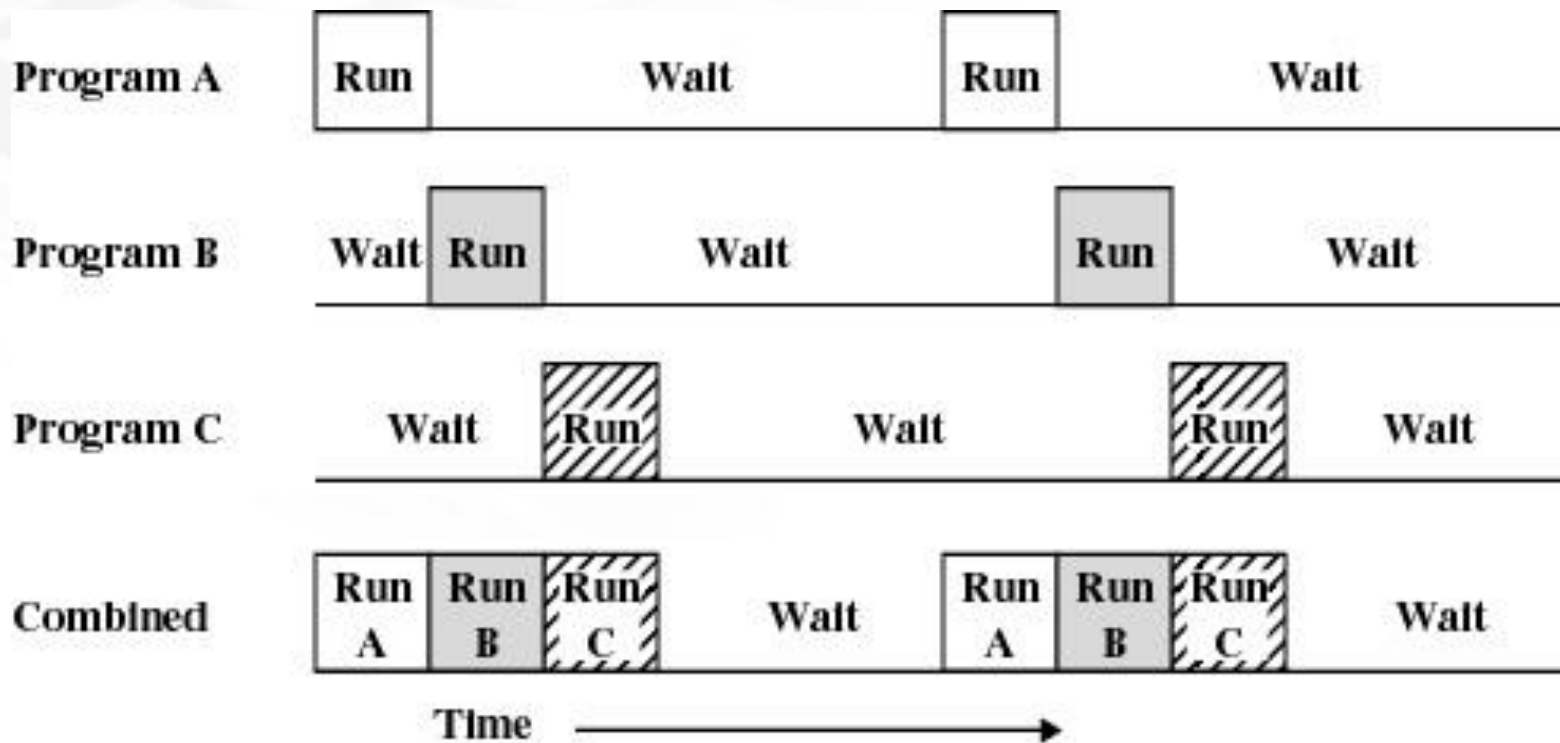 Program A Run Wait Run Wait
Program B Wait Run Wait Run Wait
Program C Wait Run Wait Run Wait
Combined Run A Run B Run C Wait Run A Run B Run C Wait
Time